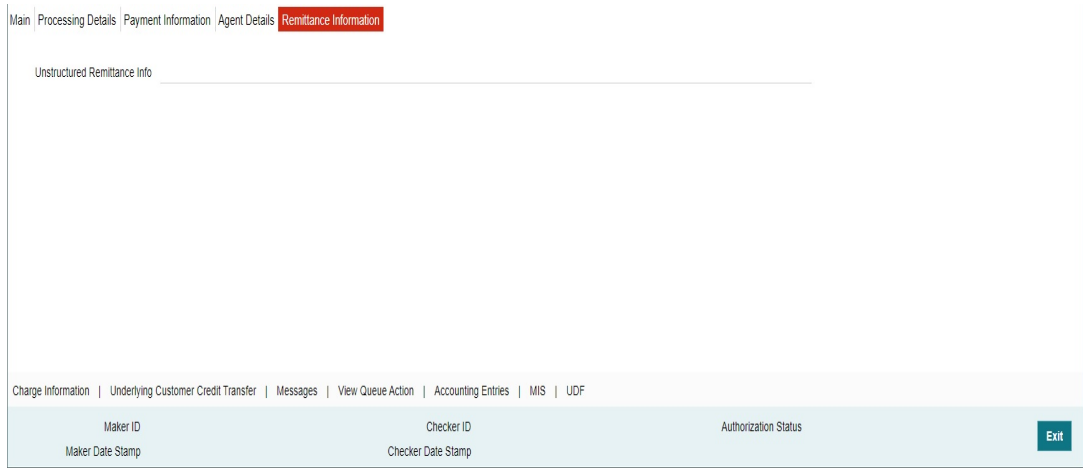 Main Processing Details Payment Information Agent Details Remittance Information
Unstructured Remittance Info
Charge Information | Underlying Customer Credit Transfer | Messages | View Queue Action | Accounting Entries | MIS | UDF
Maker ID Checker ID Authorization Status
Exit
Maker Date Stamp Checker Date Stamp